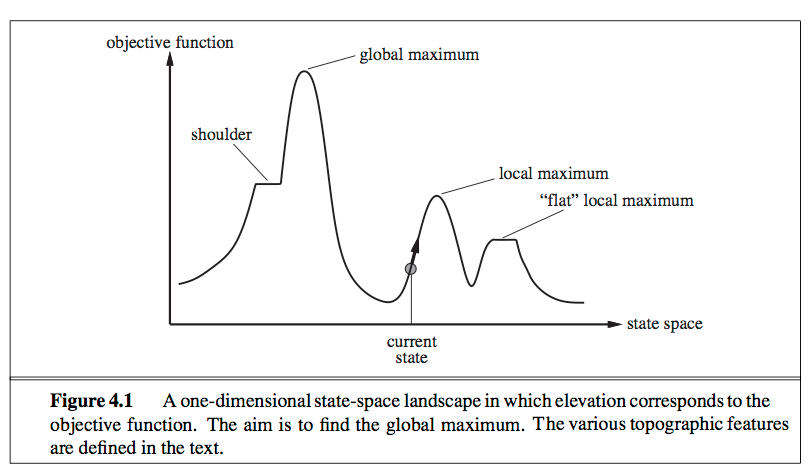 objective function
global maximum
shoulder
local maximum
“flat” local maximum
state space
current
state
Figure 4.1 A one-dimensional state-space landscape in which elevation corresponds to the
objective function. The aim is to find the global maximum. The various topographic features
are defined in the text.